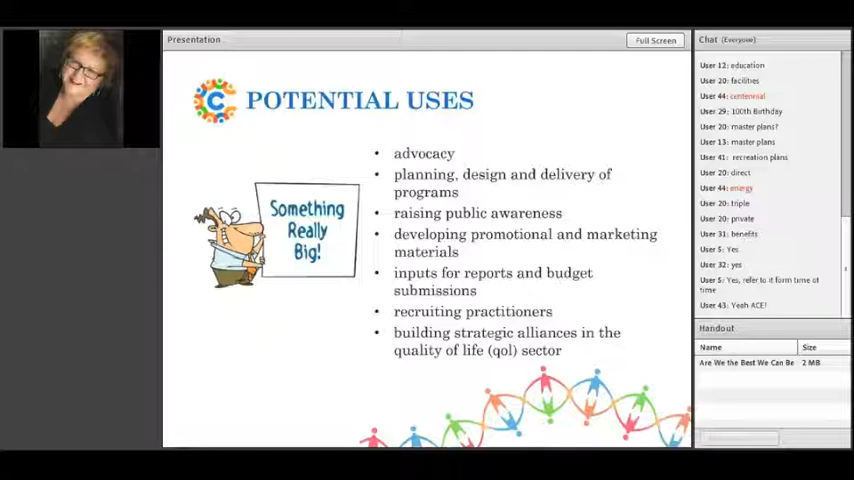 Presentation
Full Screen
C POTENTIAL USES
Something
Really
Big!
• advocacy
• planning, design and delivery of
programs
• raising public awareness
• developing promotional and marketing
materials
• inputs for reports and budget
submissions
• recruiting practitioners
• building strategic alliances in the
quality of life (qol) sector
Chat (Everyone)
User 12: education
User 20: facilities
User 44: centennial
User 29: 100th Birthday
User 20: master plans?
User 13: master plans
User 41: recreation plans
User 20: direct
User 44: energy
User 20: triple
User 20: private
User 31: benefits
User 5: Yes
User 32: yes
User 5: Yes, refer to it form time ot
time
User 43: Yeah ACE!
Handout
Name Size
Are We the Best We Can Be 2 MB